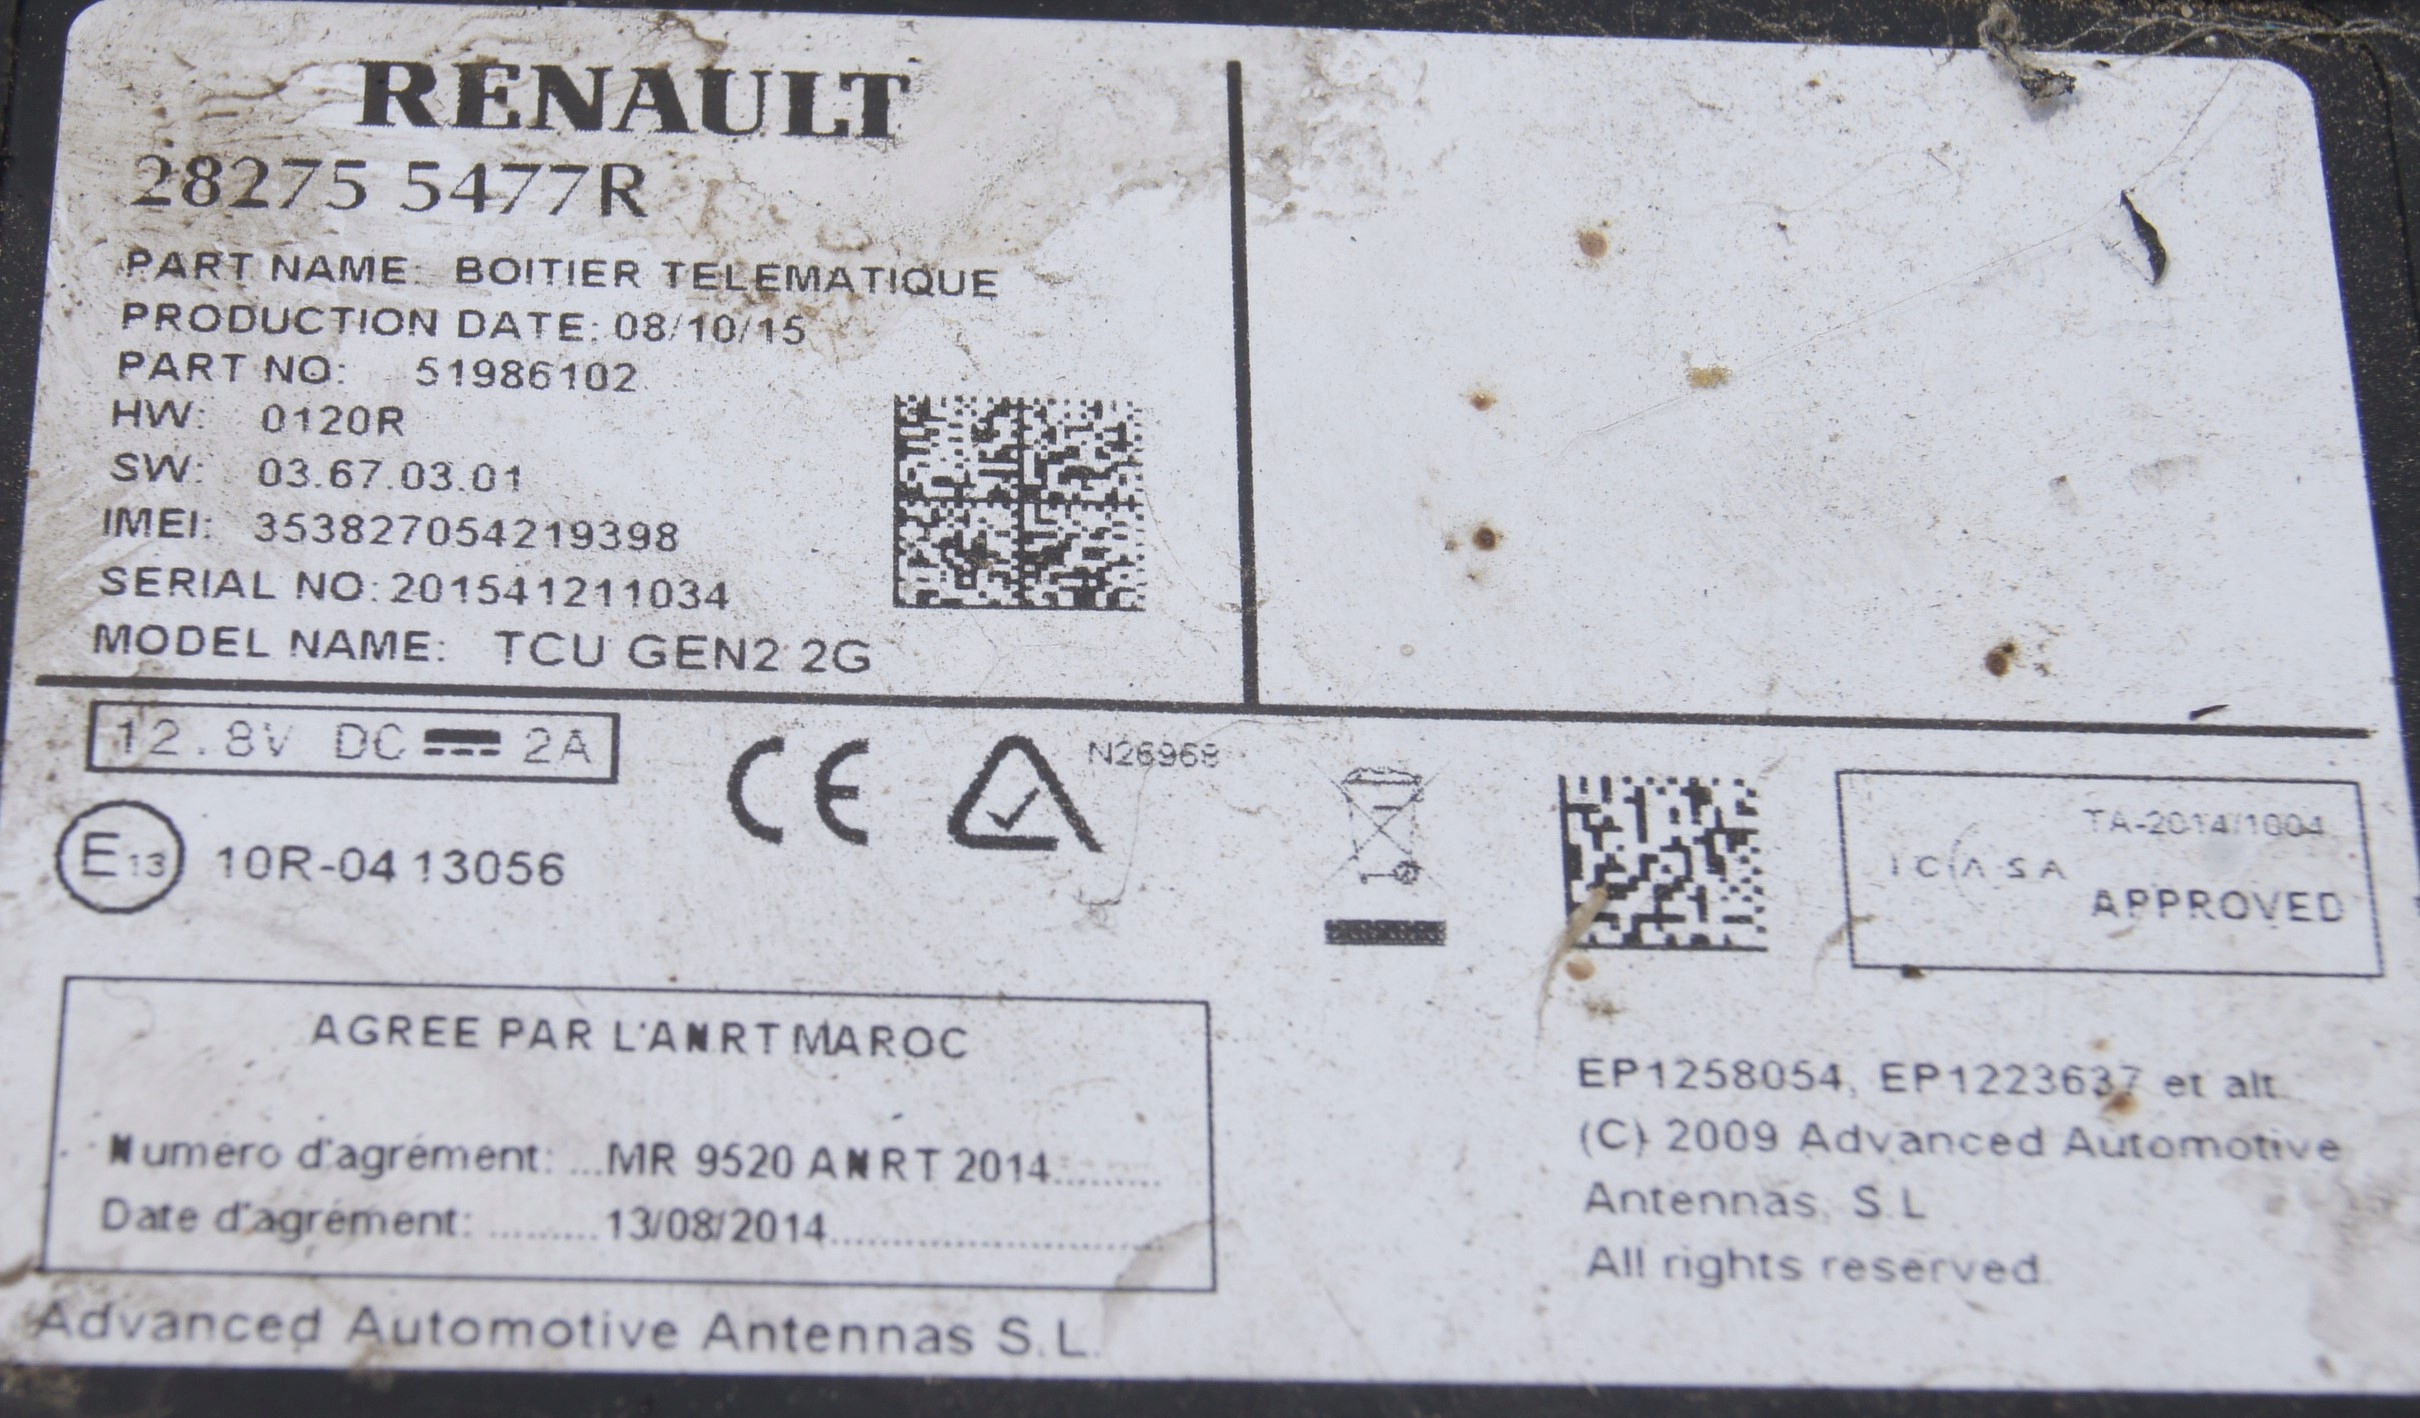 RENAULT
28275 5477R
PART NAME: BOITIER TELEMATIQUE
PRODUCTION DATE: 08/10/15
PART NO: 51986102
HW: 0120R
SW: 03.67.03.01
IMEI: 353827054219398
SERIAL NO: 201541211034
MODEL NAME: TCU GEN2 2G
12.8V DC 2A
CE
N26968
E13 10R-04 13056
TA-2014/1004
ICASA
APPROVED
AGREE PAR L'ANRT MAROC
Numéro d'agrément: ...MR 9520 ANRT 2014.........
Date d'agrément: .........13/08/2014...........................
Advanced Automotive Antennas S.L.
EP1258054, EP1223637 et alt.
(C) 2009 Advanced Automotive
Antennas, S.L
All rights reserved.